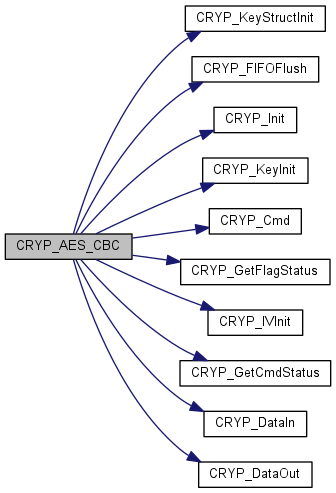 CRYP_KeyStructInit
CRYP_FIFOFlush
CRYP_Init
CRYP_KeyInit
CRYP_Cmd
CRYP_AES_CBC
CRYP_GetFlagStatus
CRYP_IVInit
CRYP_GetCmdStatus
CRYP_DataIn
CRYP_DataOut